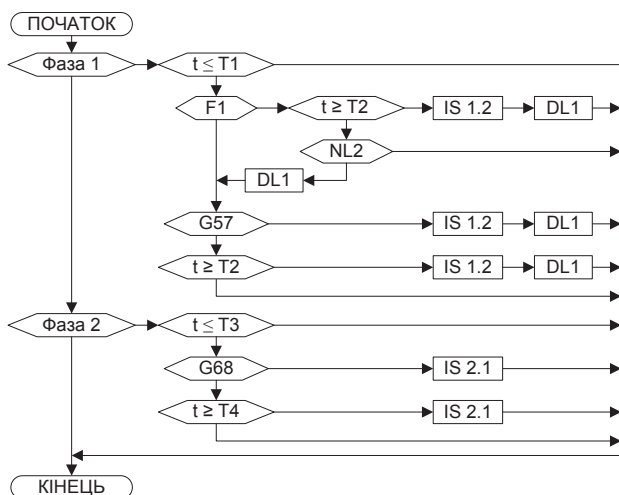 ПОЧАТОК
Фаза 1
t ≤ T1
F1
t ≥ T2
IS 1.2
DL1
NL2
DL1
G57
IS 1.2
DL1
t ≥ T2
IS 1.2
DL1
Фаза 2
t ≤ T3
G68
IS 2.1
t ≥ T4
IS 2.1
КІНЕЦЬ